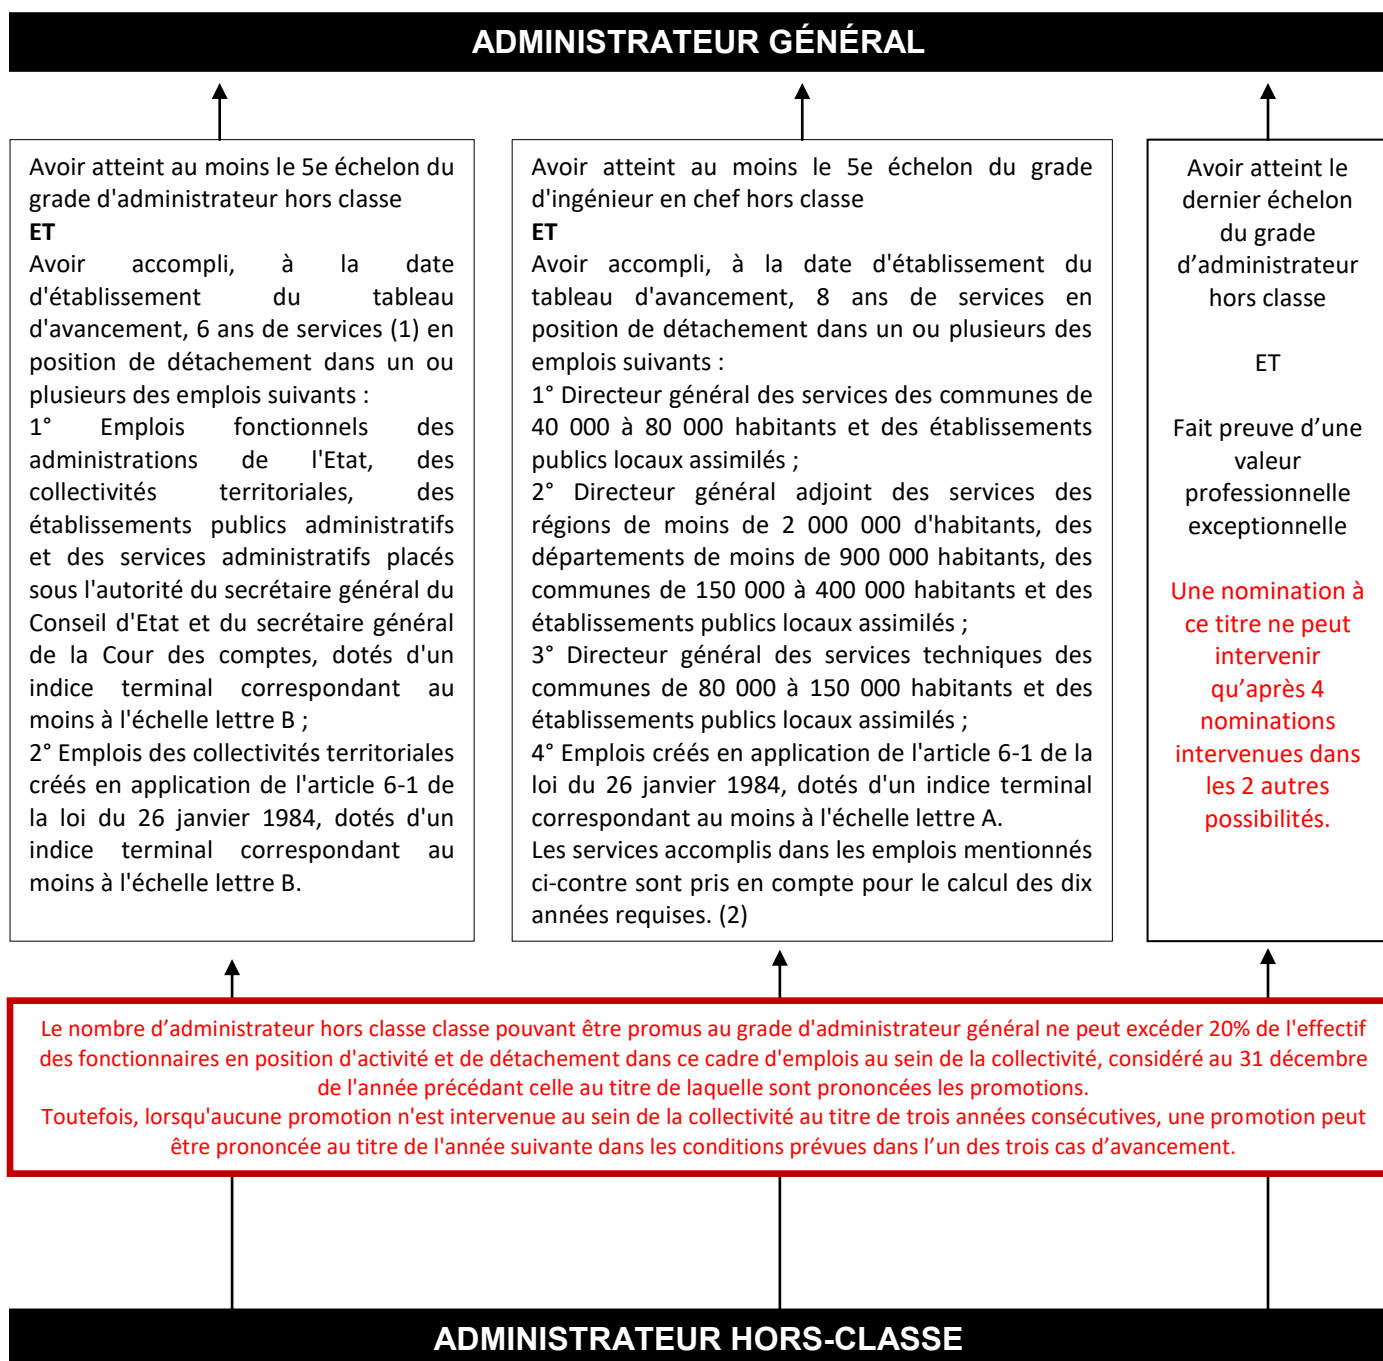 ADMINISTRATEUR GÉNÉRAL
Avoir atteint au moins le 5e échelon du
grade d'administrateur hors classe
ET
Avoir accompli, à la date
d'établissement du tableau
d'avancement, 6 ans de services (1) en
position de détachement dans un ou
plusieurs des emplois suivants :
1° Emplois fonctionnels des
administrations de l'Etat, des
collectivités territoriales, des
établissements publics administratifs
et des services administratifs placés
sous l'autorité du secrétaire général du
Conseil d'Etat et du secrétaire général
de la Cour des comptes, dotés d'un
indice terminal correspondant au
moins à l'échelle lettre B ;
2° Emplois des collectivités territoriales
créés en application de l'article 6-1 de
la loi du 26 janvier 1984, dotés d'un
indice terminal correspondant au
moins à l'échelle lettre B.
Avoir atteint au moins le 5e échelon du grade
d'ingénieur en chef hors classe
ET
Avoir accompli, à la date d'établissement du
tableau d'avancement, 8 ans de services en
position de détachement dans un ou plusieurs des
emplois suivants :
1° Directeur général des services des communes de
40 000 à 80 000 habitants et des établissements
publics locaux assimilés ;
2° Directeur général adjoint des services des
régions de moins de 2 000 000 d'habitants, des
départements de moins de 900 000 habitants, des
communes de 150 000 à 400 000 habitants et des
établissements publics locaux assimilés ;
3° Directeur général des services techniques des
communes de 80 000 à 150 000 habitants et des
établissements publics locaux assimilés ;
4° Emplois créés en application de l'article 6-1 de la
loi du 26 janvier 1984, dotés d'un indice terminal
correspondant au moins à l'échelle lettre A.
Les services accomplis dans les emplois mentionnés
ci-contre sont pris en compte pour le calcul des dix
années requises. (2)
Avoir atteint le
dernier échelon
du grade
d’administrateur
hors classe
ET
Fait preuve d’une
valeur
professionnelle
exceptionnelle
Une nomination à
ce titre ne peut
intervenir
qu’après 4
nominations
intervenues dans
les 2 autres
possibilités.
Le nombre d’administrateur hors classe classe pouvant être promus au grade d'administrateur général ne peut excéder 20% de l'effectif
des fonctionnaires en position d'activité et de détachement dans ce cadre d'emplois au sein de la collectivité, considéré au 31 décembre
de l'année précédant celle au titre de laquelle sont prononcées les promotions.
Toutefois, lorsqu'aucune promotion n'est intervenue au sein de la collectivité au titre de trois années consécutives, une promotion peut
être prononcée au titre de l'année suivante dans les conditions prévues dans l’un des trois cas d’avancement.
ADMINISTRATEUR HORS-CLASSE